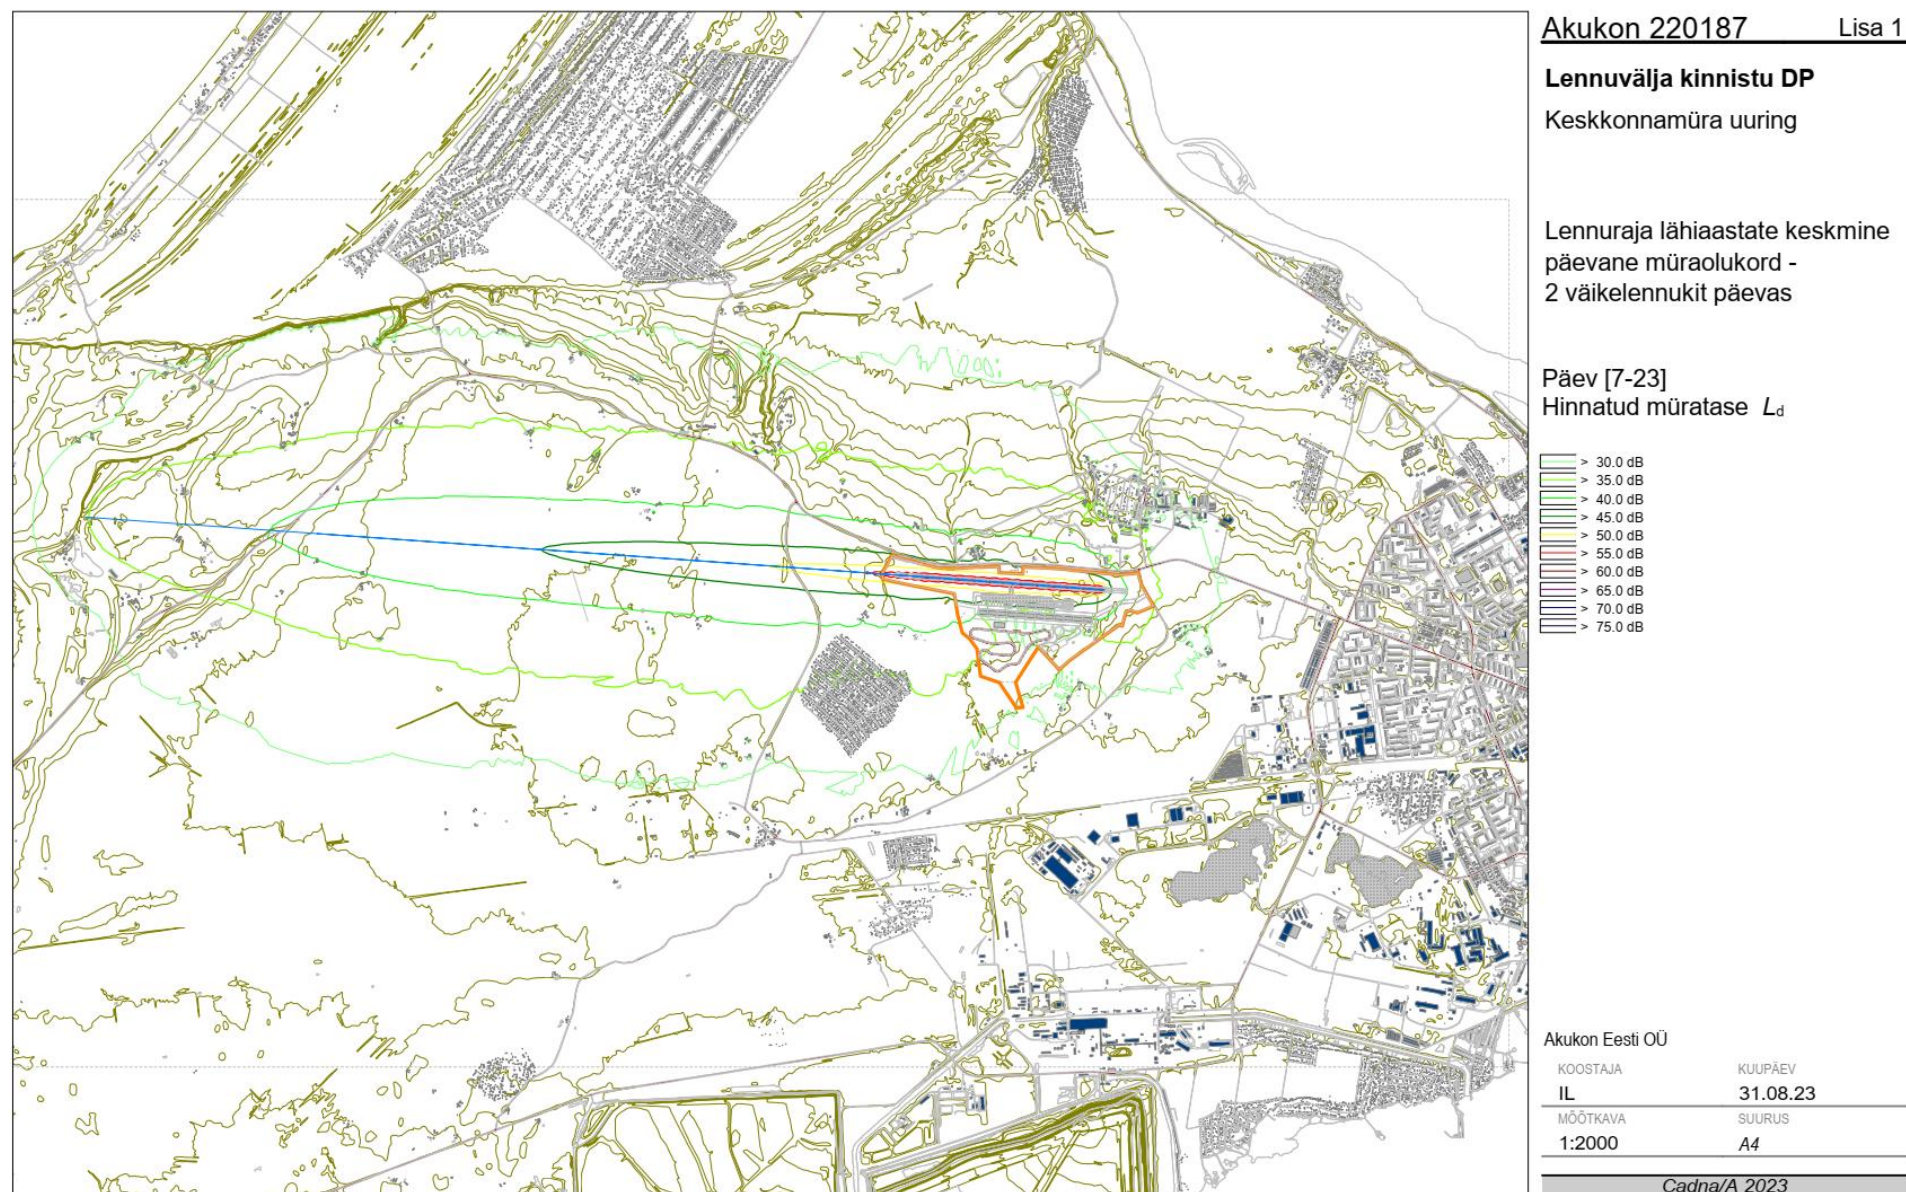 Akukon 220187 Lisa 1
Lennuvälja kinnistu DP
Keskkonnamüra uuring
Lennuraja lähiaastate keskmine
päevane müraolukord -
2 väikelennukit päevas
Päev [7-23]
Hinnatud müratase Ld
> 30.0 dB
> 35.0 dB
> 40.0 dB
> 45.0 dB
> 50.0 dB
> 55.0 dB
> 60.0 dB
> 65.0 dB
> 70.0 dB
> 75.0 dB
Akukon Eesti OÜ
KOOSTAJA KUUPÄEV
IL 31.08.23
MÕÕTKAVA SUURUS
1:2000 A4
Cadna/A 2023